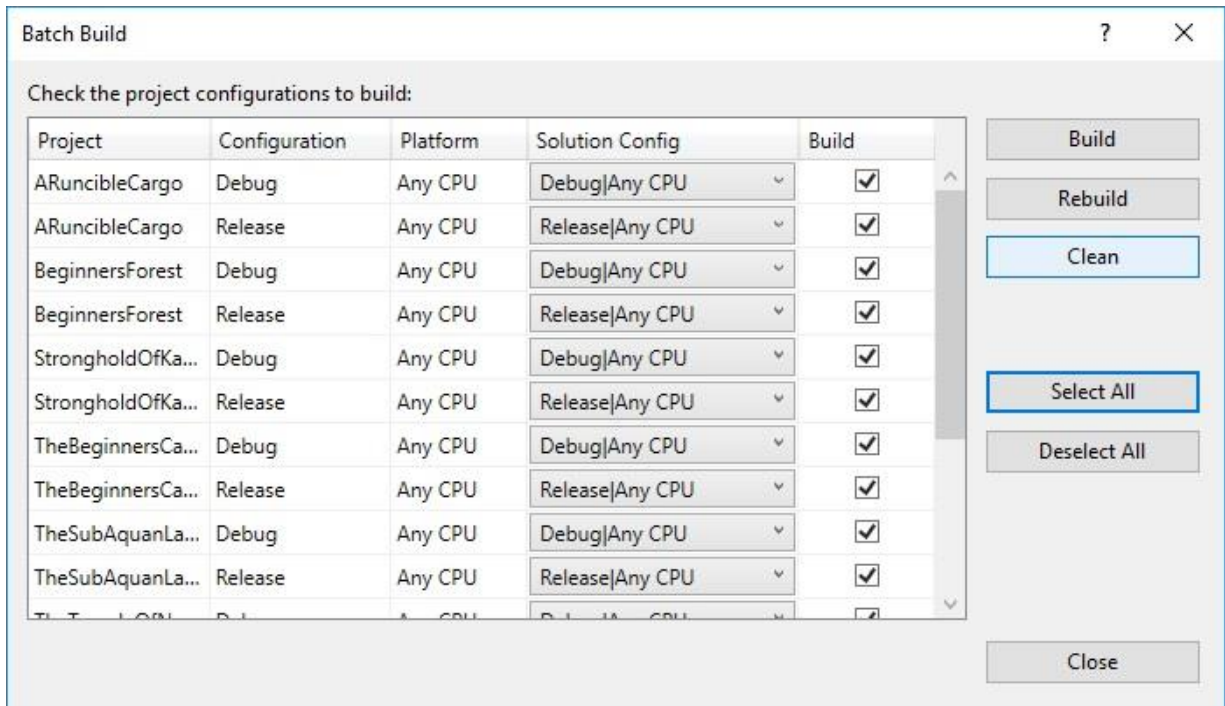 Batch Build ?
Check the project configurations to build:
Project Configuration Platform Solution Config Build
ARuncibleCargo Debug Any CPU Debug|Any CPU
ARuncibleCargo Release Any CPU Release|Any CPU
BeginnersForest Debug Any CPU Debug|Any CPU
BeginnersForest Release Any CPU Release|Any CPU
StrongholdOfKa... Debug Any CPU Debug|Any CPU
StrongholdOfKa... Release Any CPU Release|Any CPU
TheBeginnersCa... Debug Any CPU Debug|Any CPU
TheBeginnersCa... Release Any CPU Release|Any CPU
TheSubAquanLa... Debug Any CPU Debug|Any CPU
TheSubAquanLa... Release Any CPU Release|Any CPU
Build
Rebuild
Clean
Select All
Deselect All
Close